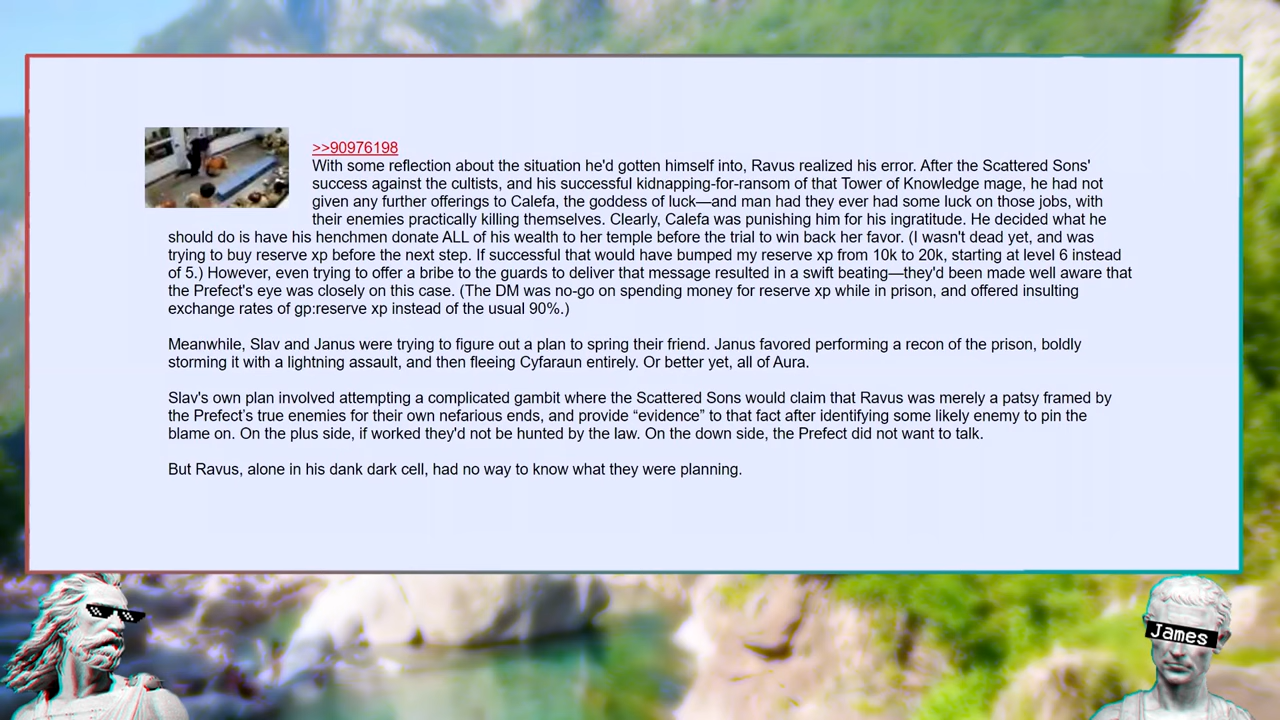 >>90976198
With some reflection about the situation he'd gotten himself into, Ravus realized his error. After the Scattered Sons'
success against the cultists, and his successful kidnapping-for-ransom of that Tower of Knowledge mage, he had not
given any further offerings to Calefa, the goddess of luck—and man had they ever had some luck on those jobs, with
their enemies practically killing themselves. Clearly, Calefa was punishing him for his ingratitude. He decided what he
should do is have his henchmen donate ALL of his wealth to her temple before the trial to win back her favor. (I wasn't dead yet, and was
trying to buy reserve xp before the next step. If successful that would have bumped my reserve xp from 10k to 20k, starting at level 6 instead
of 5.) However, even trying to offer a bribe to the guards to deliver that message resulted in a swift beating—they'd been made well aware that
the Prefect's eye was closely on this case. (The DM was no-go on spending money for reserve xp while in prison, and offered insulting
exchange rates of gp:reserve xp instead of the usual 90%.)
Meanwhile, Slav and Janus were trying to figure out a plan to spring their friend. Janus favored performing a recon of the prison, boldly
storming it with a lightning assault, and then fleeing Cyfaraun entirely. Or better yet, all of Aura.
Slav's own plan involved attempting a complicated gambit where the Scattered Sons would claim that Ravus was merely a patsy framed by
the Prefect's true enemies for their own nefarious ends, and provide “evidence” to that fact after identifying some likely enemy to pin the
blame on. On the plus side, if worked they'd not be hunted by the law. On the down side, the Prefect did not want to talk.
But Ravus, alone in his dank dark cell, had no way to know what they were planning.
James